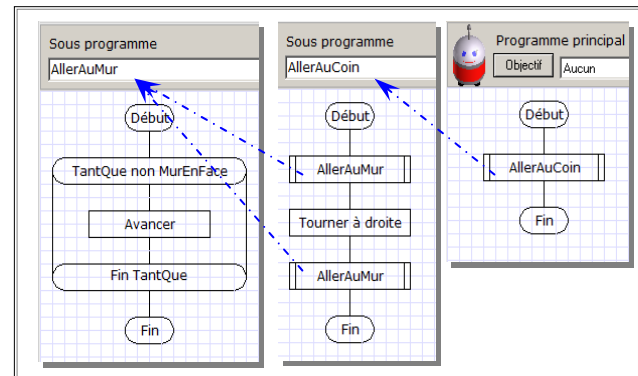 Sous programme
AllerAuMur
Début
TantQue non MurEnFace
Avancer
Fin TantQue
Fin
Sous programme
AllerAuCoin
Début
AllerAuMur
Tourner à droite
AllerAuMur
Fin
Programme principal
Objectif
Aucun
Début
AllerAuCoin
Fin